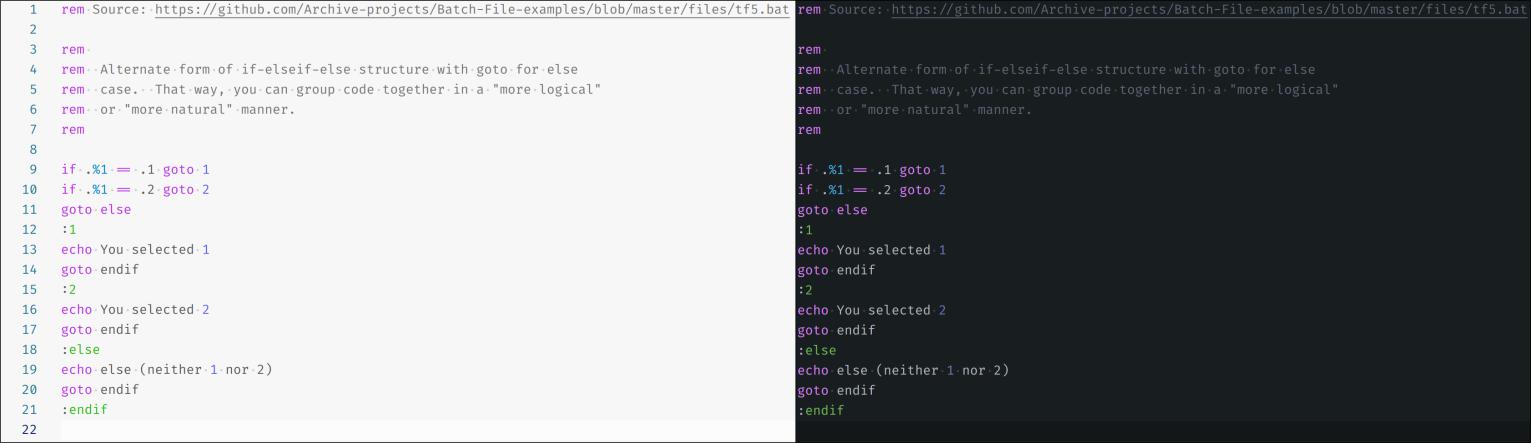 1 rem Source: https://github.com/Archive-projects/Batch-File-examples/blob/master/files/tf5.bat
2
3 rem
4 rem  Alternate form of if-elseif-else structure with goto for else
5 rem  case.  That way, you can group code together in a "more logical"
6 rem  or "more natural" manner.
7 rem
8
9 if .%1 == .1 goto 1
10 if .%1 == .2 goto 2
11 goto else
12 :1
13 echo You selected 1
14 goto endif
15 :2
16 echo You selected 2
17 goto endif
18 :else
19 echo else (neither 1 nor 2)
20 goto endif
21 :endif
22
rem Source: https://github.com/Archive-projects/Batch-File-examples/blob/master/files/tf5.bat
rem
rem  Alternate form of if-elseif-else structure with goto for else
rem  case.  That way, you can group code together in a "more logical"
rem  or "more natural" manner.
rem
if .%1 == .1 goto 1
if .%1 == .2 goto 2
goto else
:1
echo You selected 1
goto endif
:2
echo You selected 2
goto endif
:else
echo else (neither 1 nor 2)
goto endif
:endif